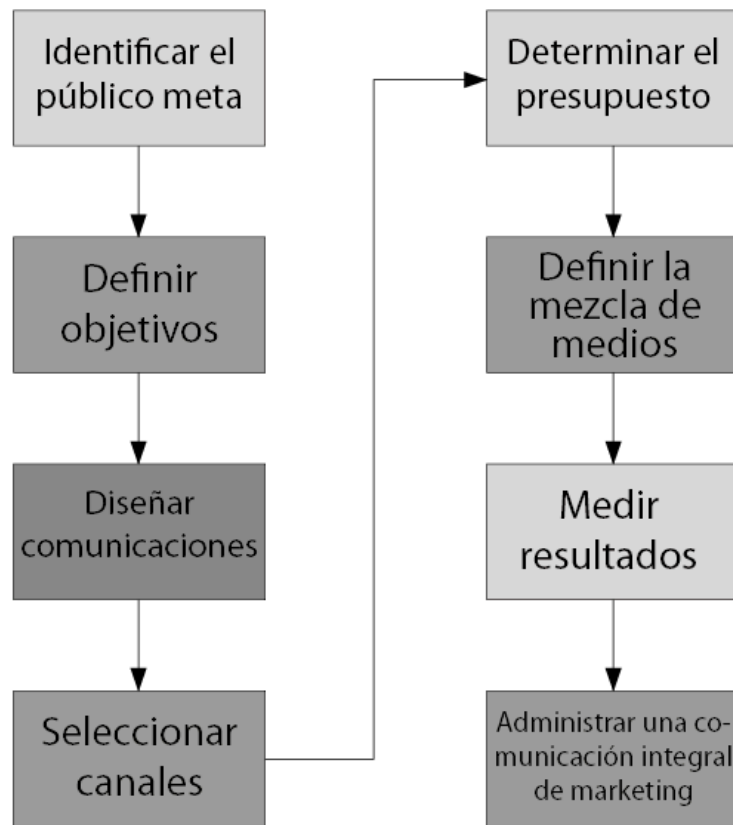 Identificar el
público meta
Definir
objetivos
Diseñar
comunicaciones
Seleccionar
canales
Determinar el
presupuesto
Definir la
mezcla de
medios
Medir
resultados
Administrar una co-
municación integral
de marketing